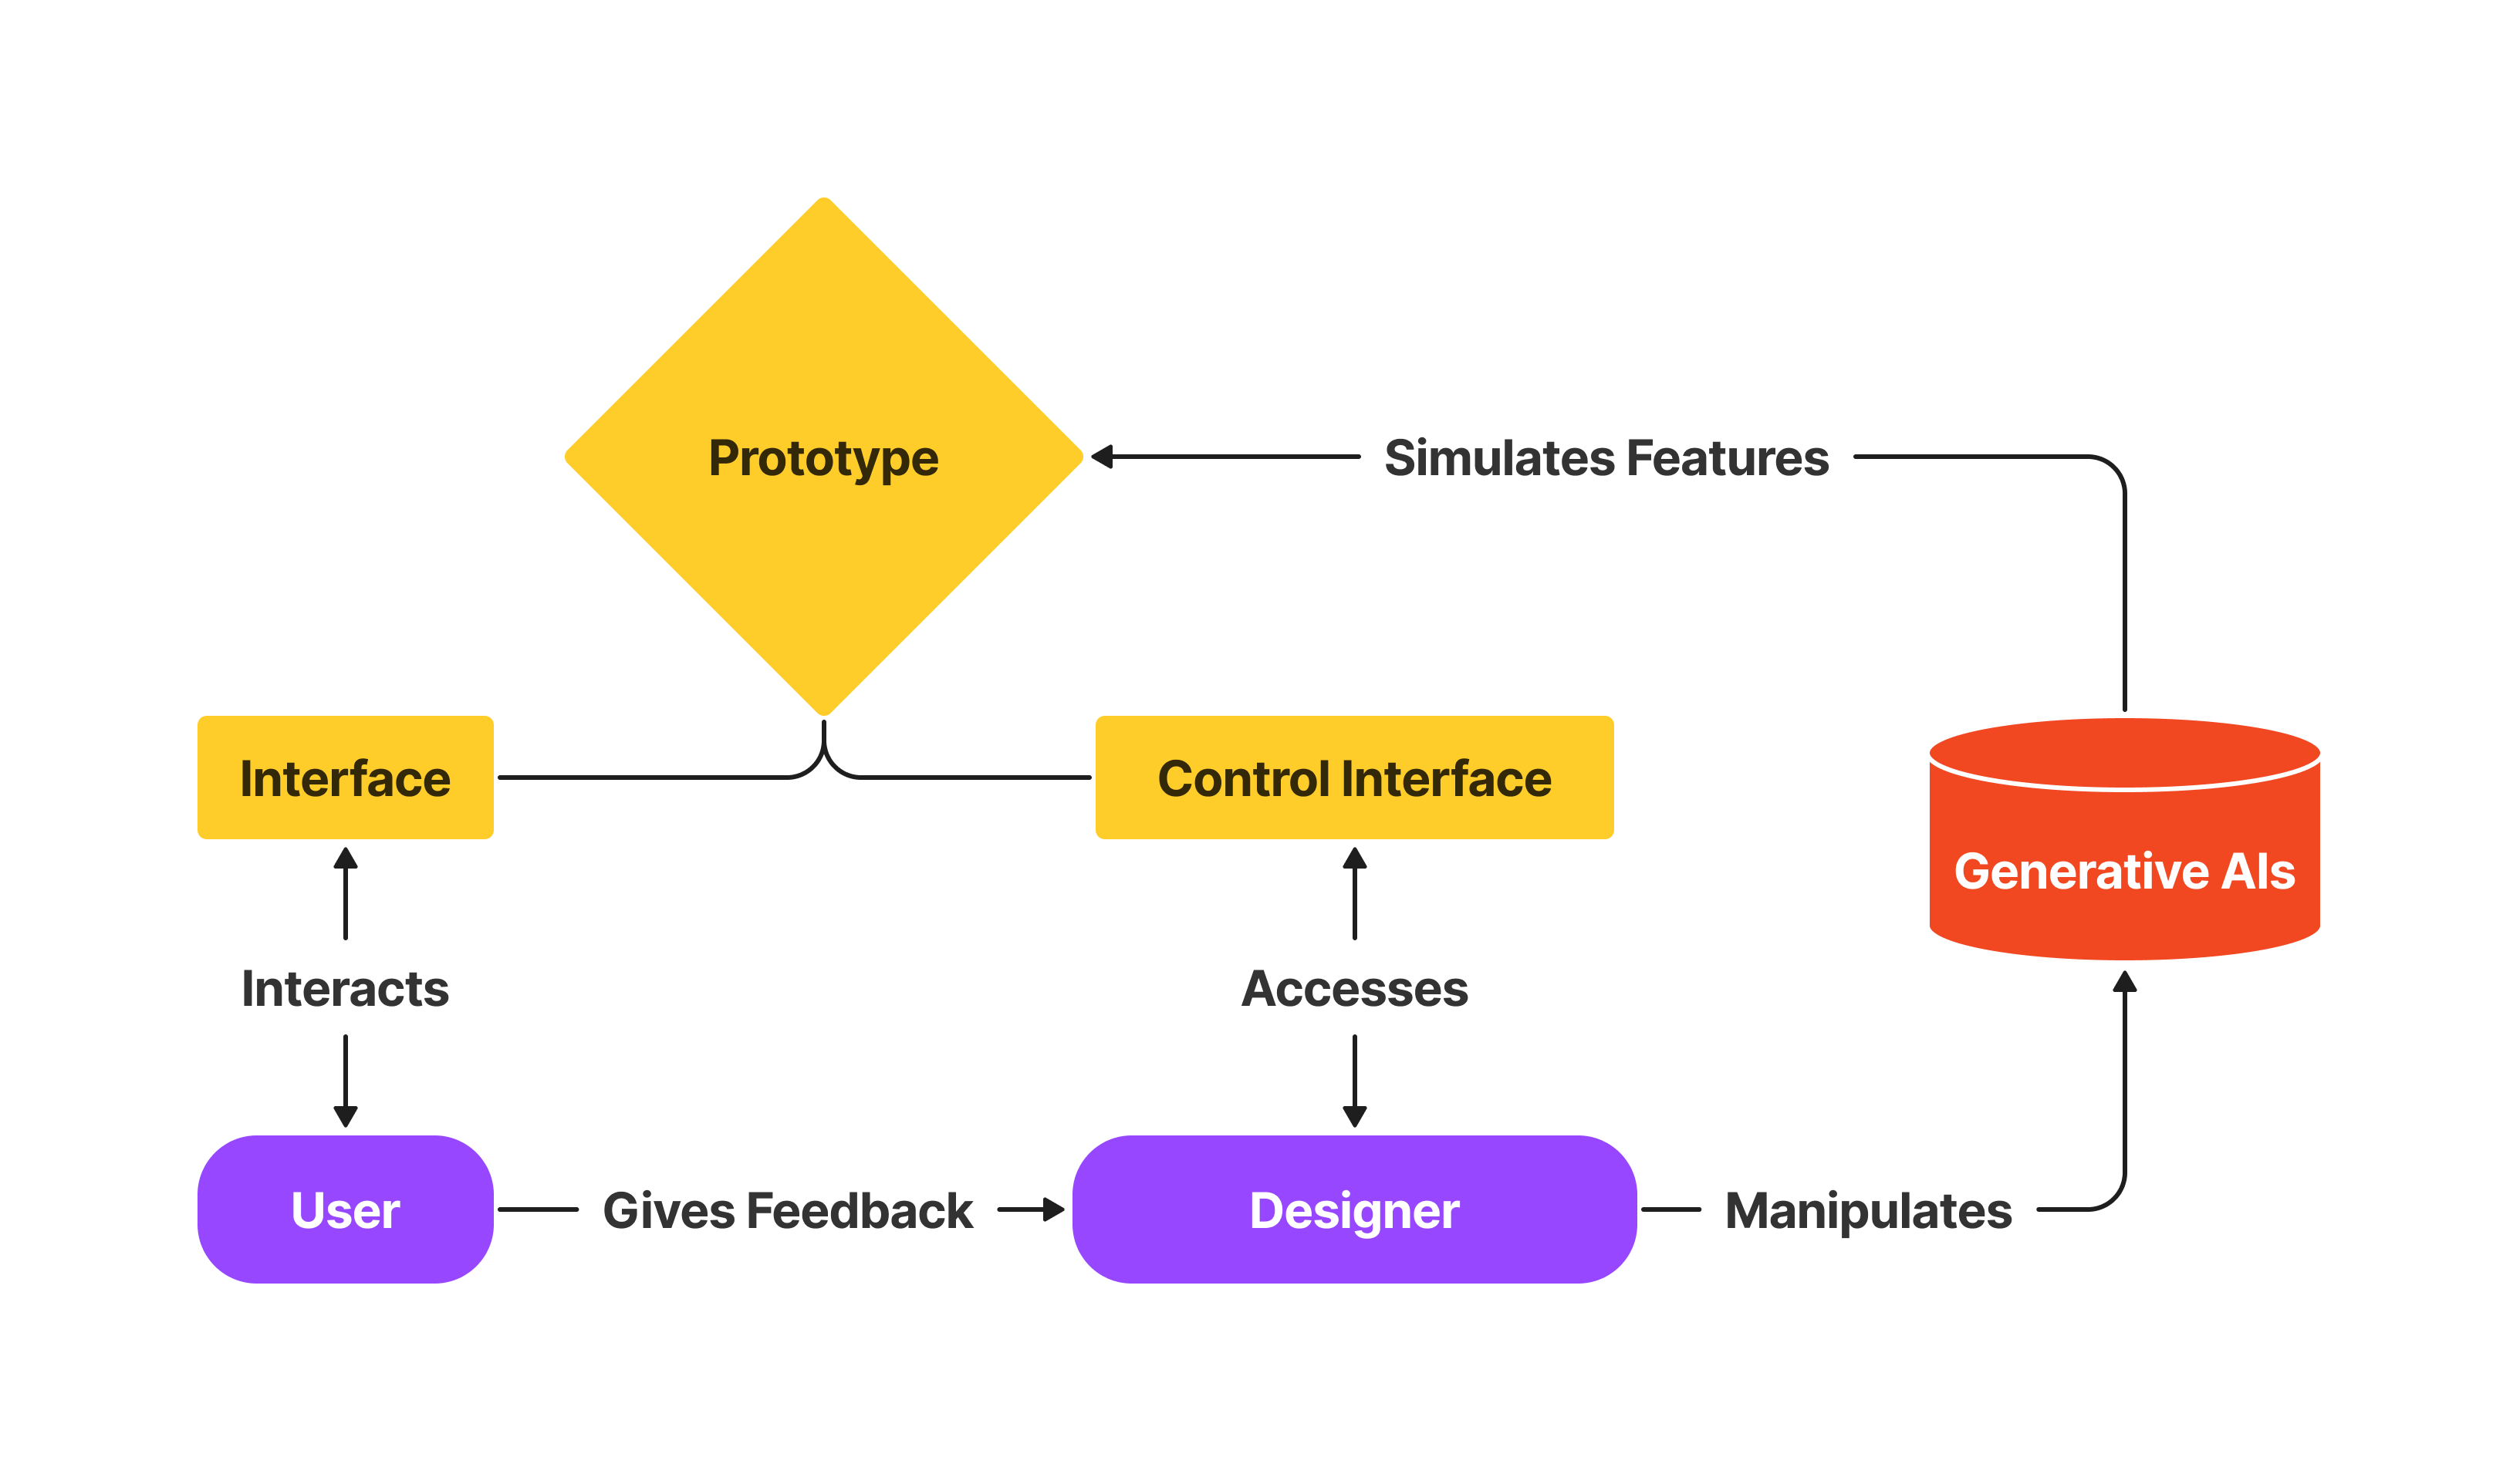 Prototype
Simulates Features
Interface
Control Interface
Generative AIs
Interacts
Accesses
User
Gives Feedback
Designer
Manipulates